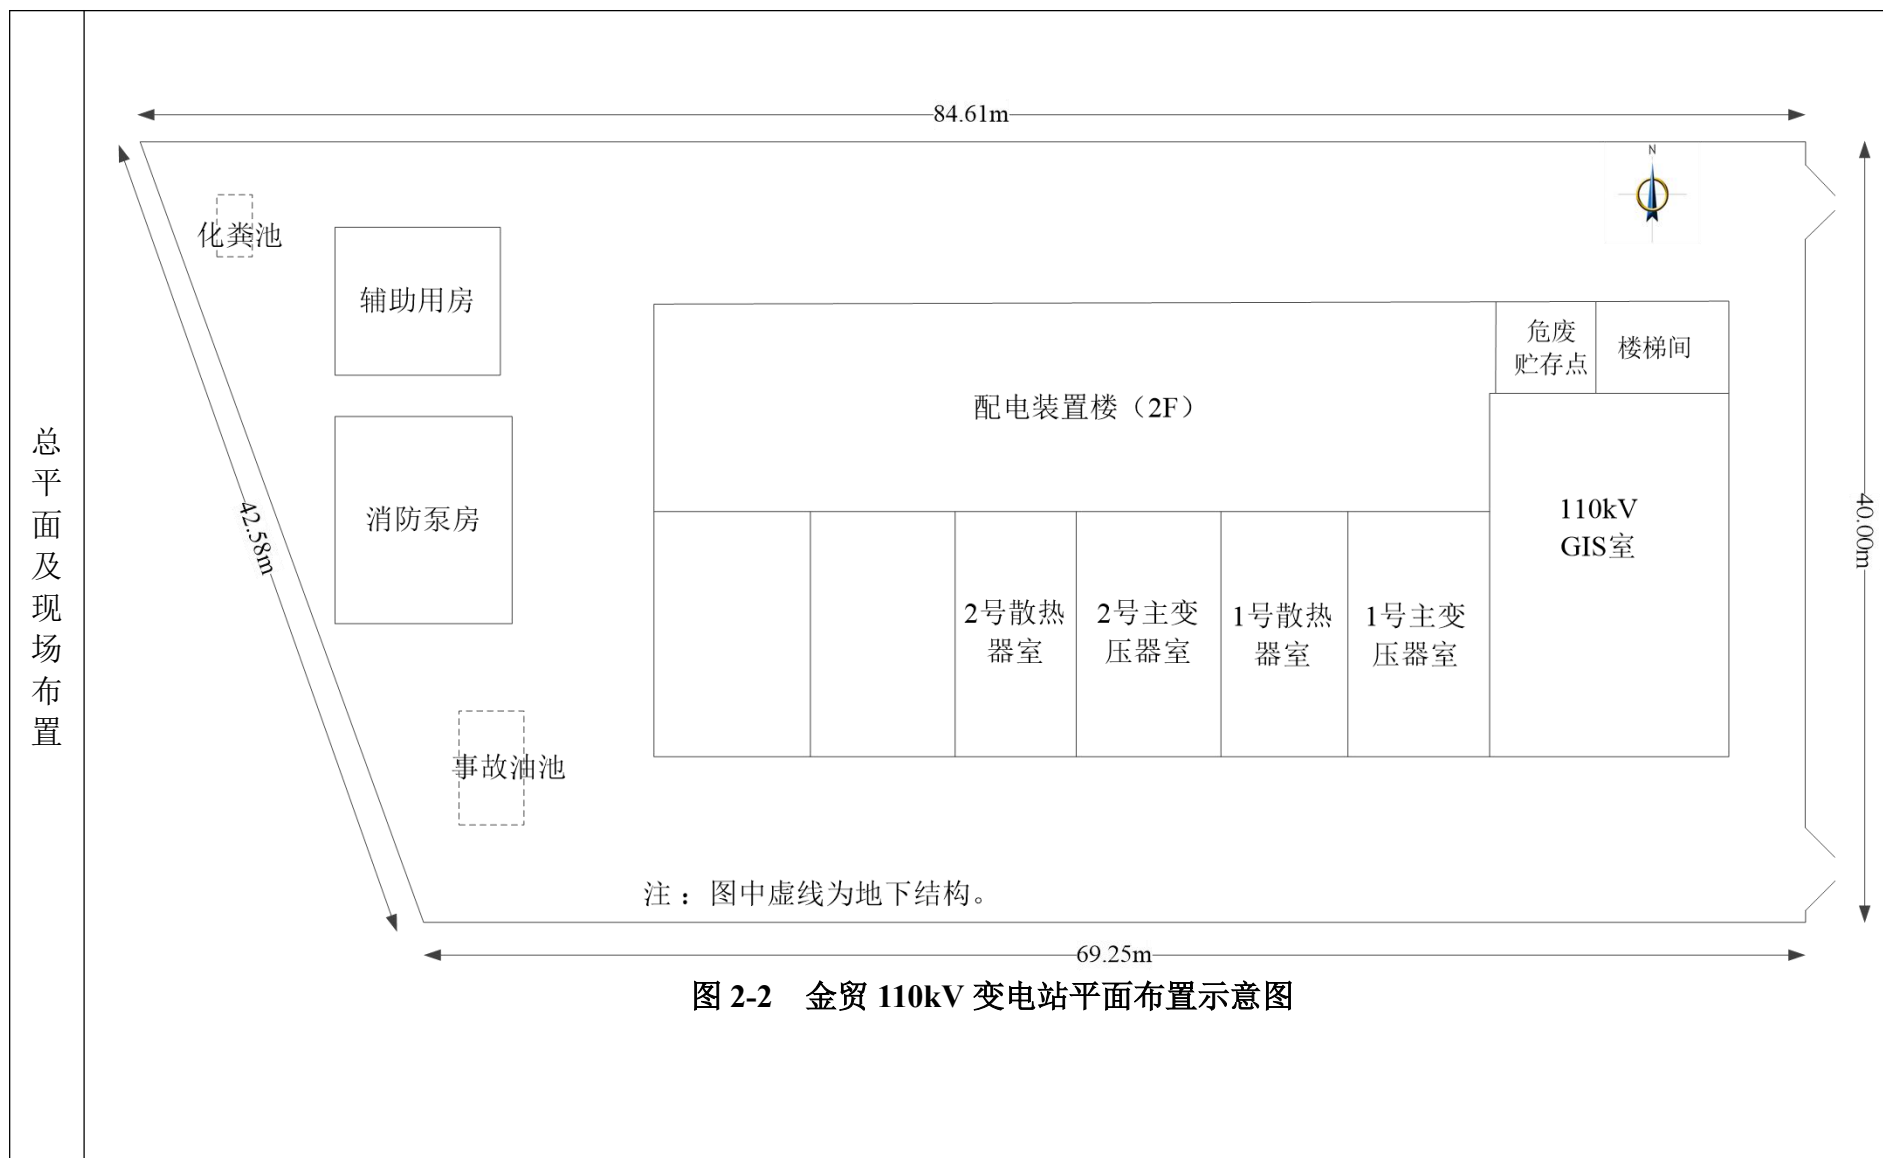 总平面及现场布置
84.61m
N
化粪池
辅助用房
危废
贮存点
楼梯间
配电装置楼（2F）
消防泵房
110kV
GIS室
42.58m
40.00m
2号散热
器室
2号主变
压器室
1号散热
器室
1号主变
压器室
事故油池
注：图中虚线为地下结构。
69.25m
图 2-2 金贸 110kV 变电站平面布置示意图